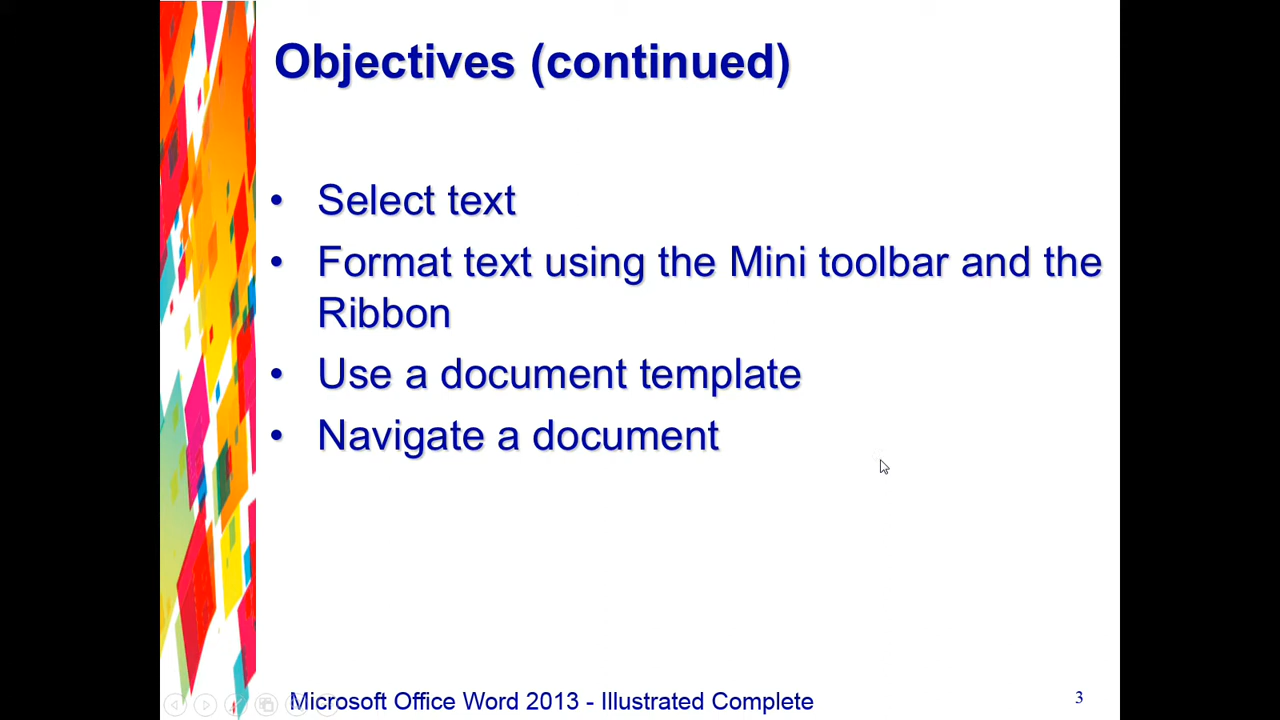 Objectives (continued)
• Select text
• Format text using the Mini toolbar and the
Ribbon
• Use a document template
• Navigate a document
Microsoft Office Word 2013 - Illustrated Complete
3